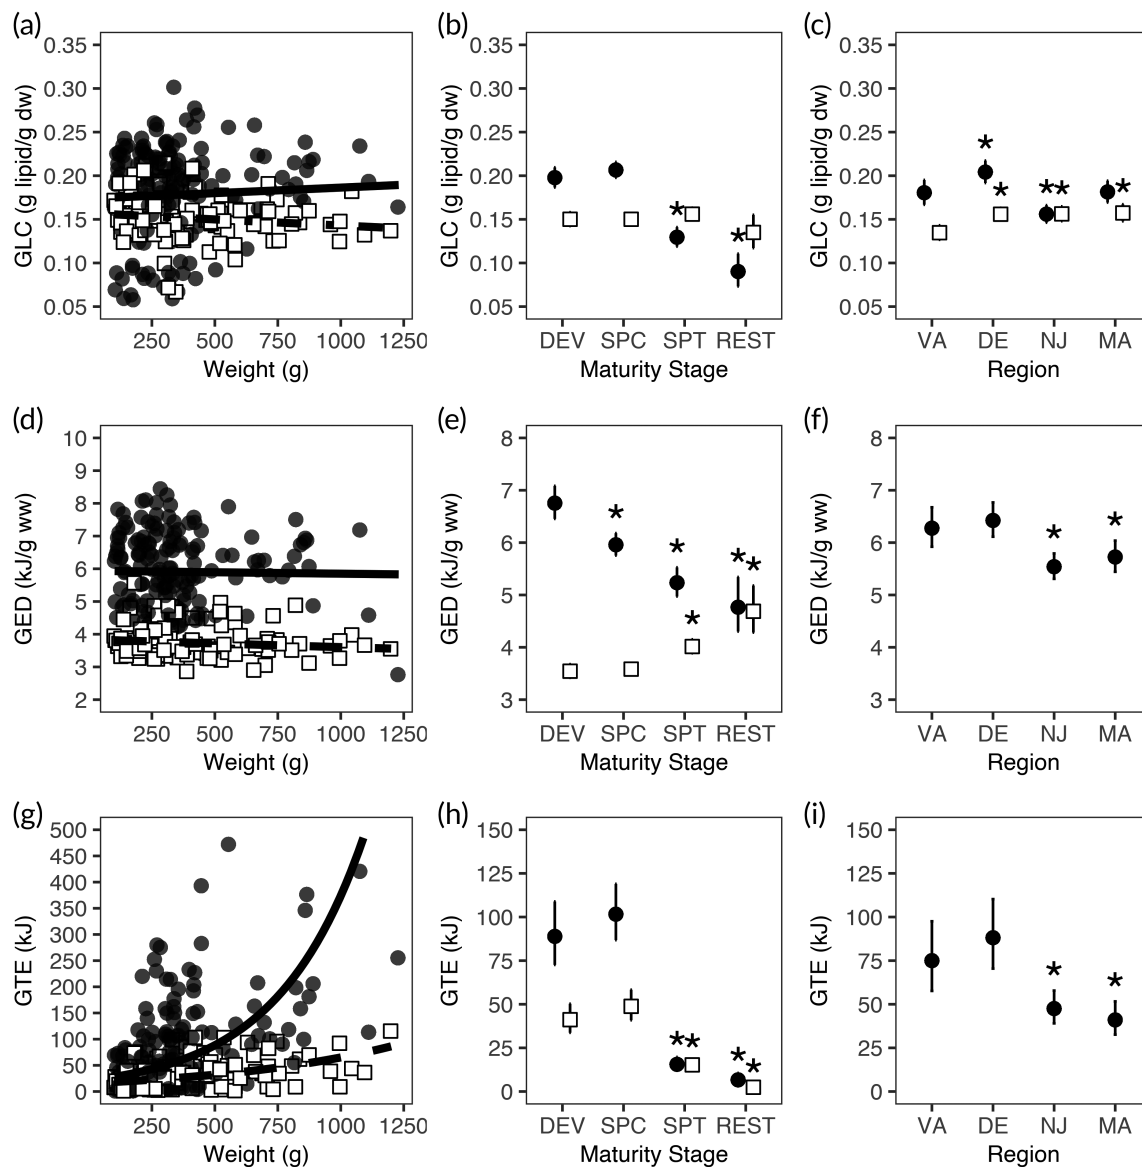 (a)
0.35
0.30
0.25
0.20
0.15
0.10
0.05
GLC (g lipid/g dw)
250 500 750 1000 1250
Weight (g)
(b)
0.35
0.30
0.25
0.20
0.15
0.10
0.05
GLC (g lipid/g dw)
* *
DEV SPC SPT REST
Maturity Stage
(c)
0.35
0.30
0.25
0.20
0.15
0.10
0.05
GLC (g lipid/g dw)
* * * * *
VA DE NJ MA
Region
(d)
10
9
8
7
6
5
4
3
2
GED (kJ/g ww)
250 500 750 1000 1250
Weight (g)
(e)
8
7
6
5
4
3
GED (kJ/g ww)
* * * * *
DEV SPC SPT REST
Maturity Stage
(f)
8
7
6
5
4
3
GED (kJ/g ww)
* *
VA DE NJ MA
Region
(g)
500
450
400
350
300
250
200
150
100
50
0
GTE (kJ)
250 500 750 1000 1250
Weight (g)
(h)
150
125
100
75
50
25
0
GTE (kJ)
* * * *
DEV SPC SPT REST
Maturity Stage
(i)
150
125
100
75
50
25
0
GTE (kJ)
* *
VA DE NJ MA
Region